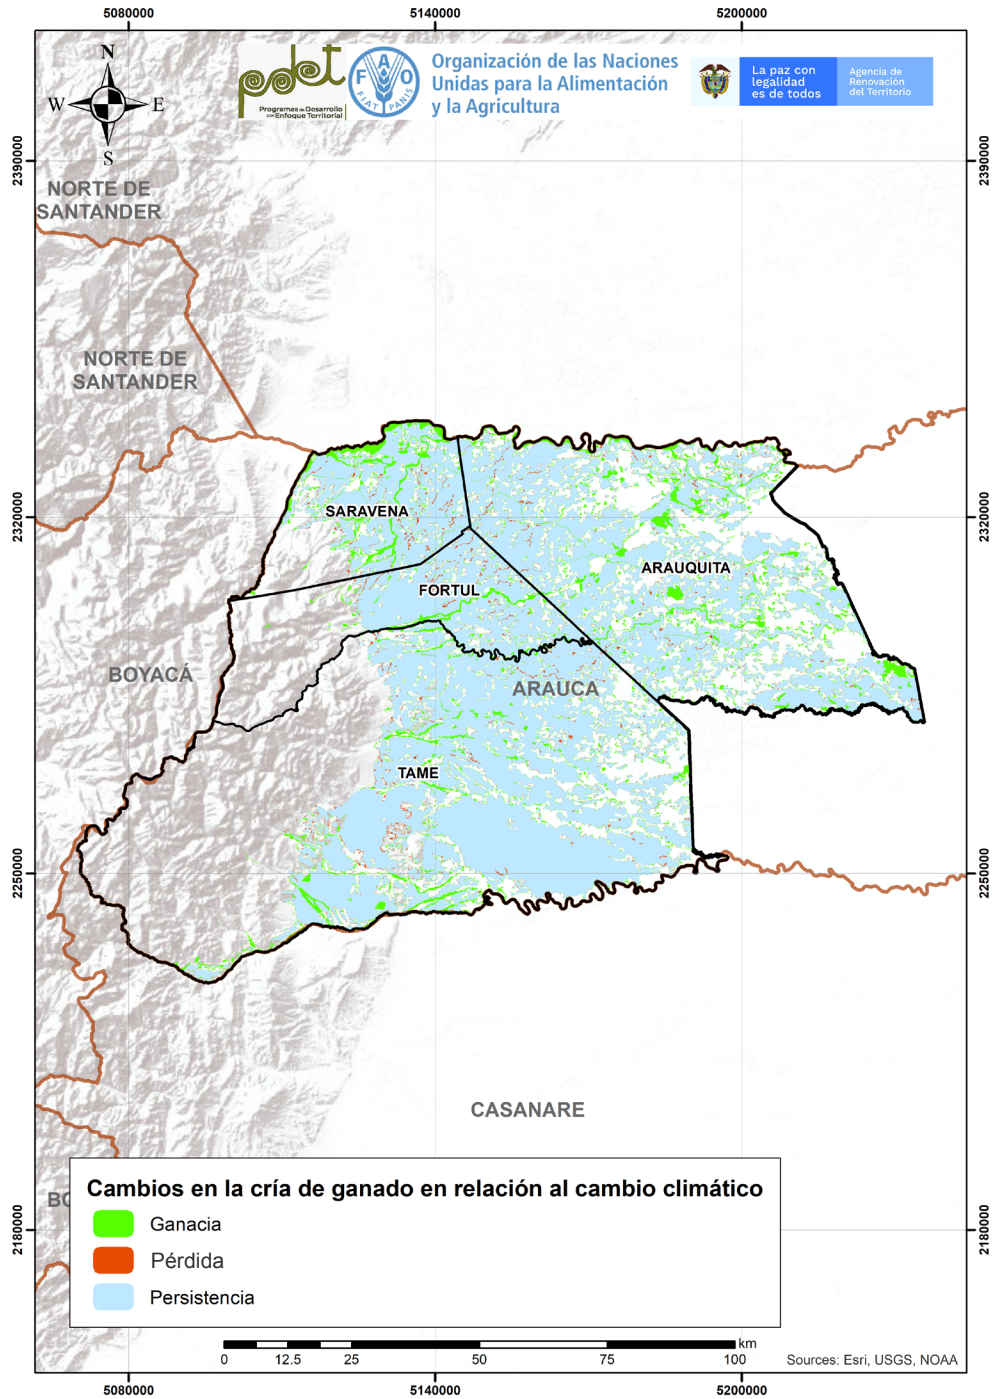 5080000
5140000
5200000
N
W
E
S
pdet
Programas de Desarrollo
con Enfoque Territorial
FAO
FIAT PANIS
Organización de las Naciones
Unidas para la Alimentación
y la Agricultura
La paz con
legalidad
es de todos
Agencia de
Renovación
del Territorio
2390000
2390000
NORTE DE
SANTANDER
NORTE DE
SANTANDER
2320000
2320000
SARAVENA
ARAUQUITA
FORTUL
BOYACÁ
ARAUCA
TAME
2250000
2250000
CASANARE
BO
2180000
2180000
Cambios en la cría de ganado en relación al cambio climático
Ganacia
Pérdida
Persistencia
km
0
12.5
25
50
75
100
Sources: Esri, USGS, NOAA
5080000
5140000
5200000